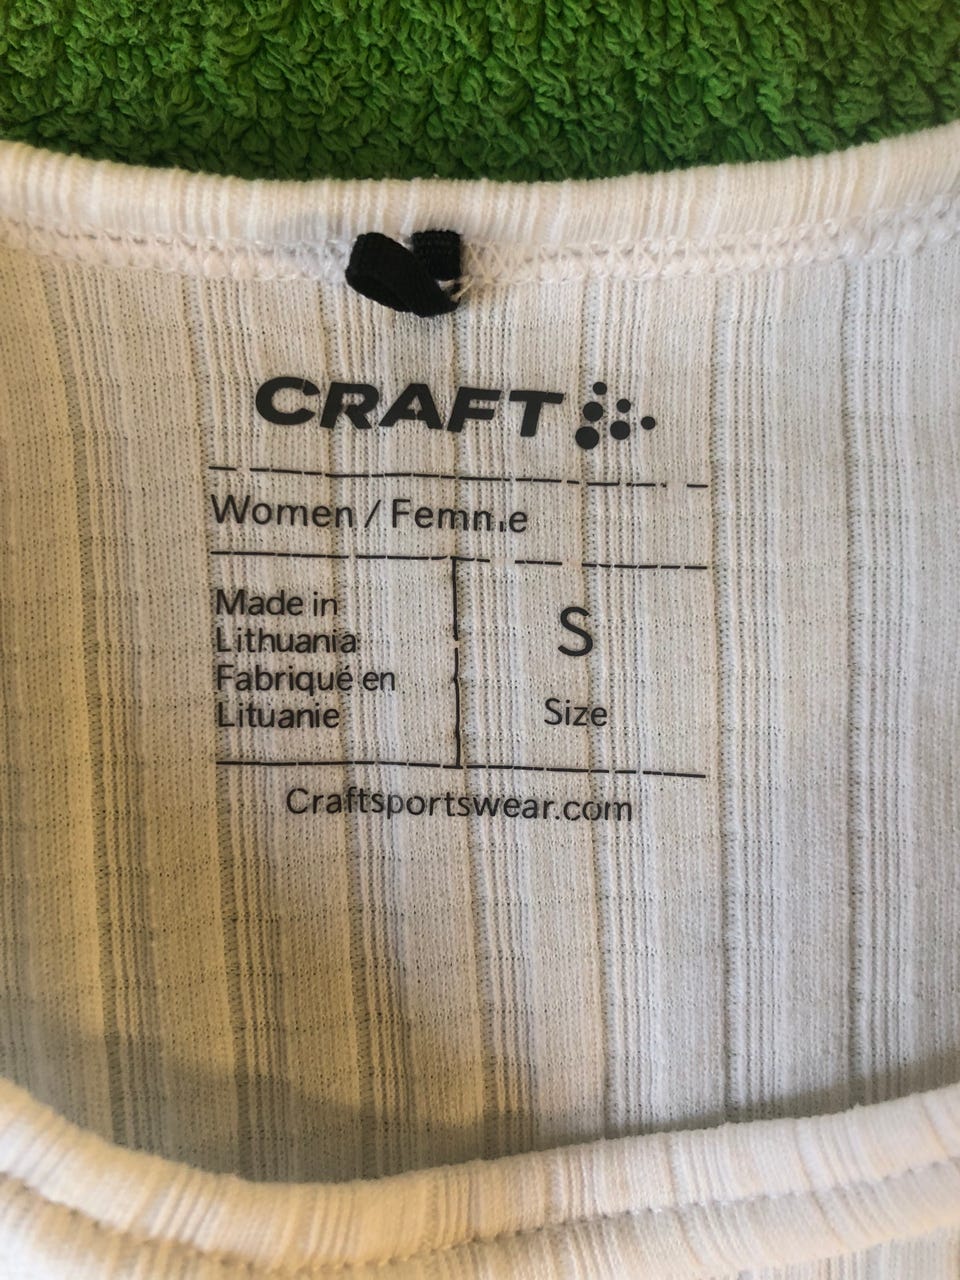 CRAFT
Women / Femme
Made in
Lithuania
Fabriqué en
Lituanie
S
Size
Craftsportswear.com